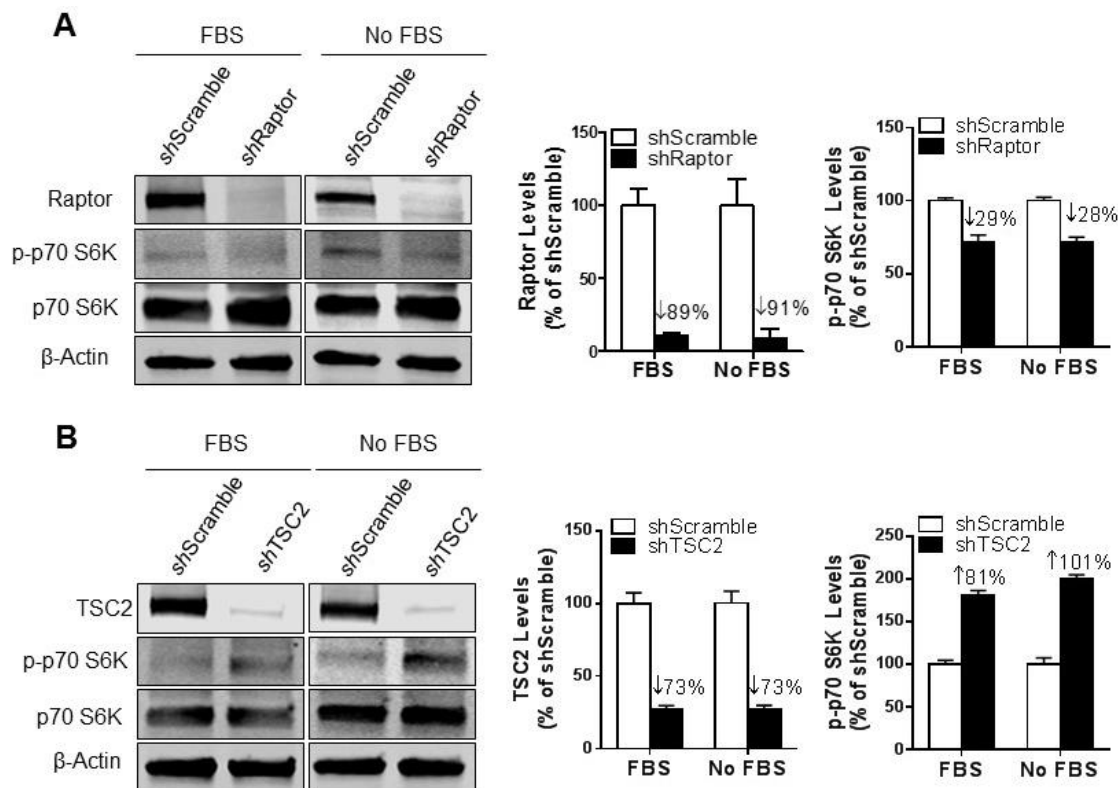 A
FBS
No FBS
shScramble
shRaptor
shScramble
shRaptor
Raptor
p-p70 S6K
p70 S6K
β-Actin
Raptor Levels
(% of shScramble)
150
100
50
0
shScramble
shRaptor
↓89%
↓91%
FBS
No FBS
p-p70 S6K Levels
(% of shScramble)
150
100
50
0
shScramble
shRaptor
↓29%
↓28%
FBS
No FBS
B
FBS
No FBS
shScramble
shTSC2
shScramble
shTSC2
TSC2
p-p70 S6K
p70 S6K
β-Actin
TSC2 Levels
(% of shScramble)
150
100
50
0
shScramble
shTSC2
↓73%
↓73%
FBS
No FBS
p-p70 S6K Levels
(% of shScramble)
250
200
150
100
50
0
shScramble
shTSC2
↑81%
↑101%
FBS
No FBS